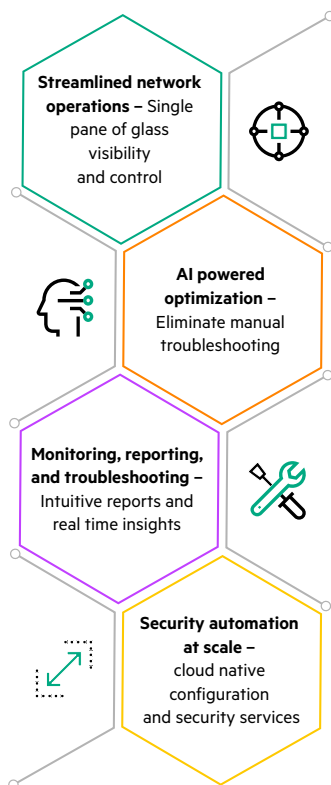 Streamlined network
operations – Single
pane of glass
visibility
and control
AI powered
optimization –
Eliminate manual
troubleshooting
Monitoring, reporting,
and troubleshooting –
Intuitive reports and
real time insights
Security automation
at scale –
cloud native
configuration
and security services